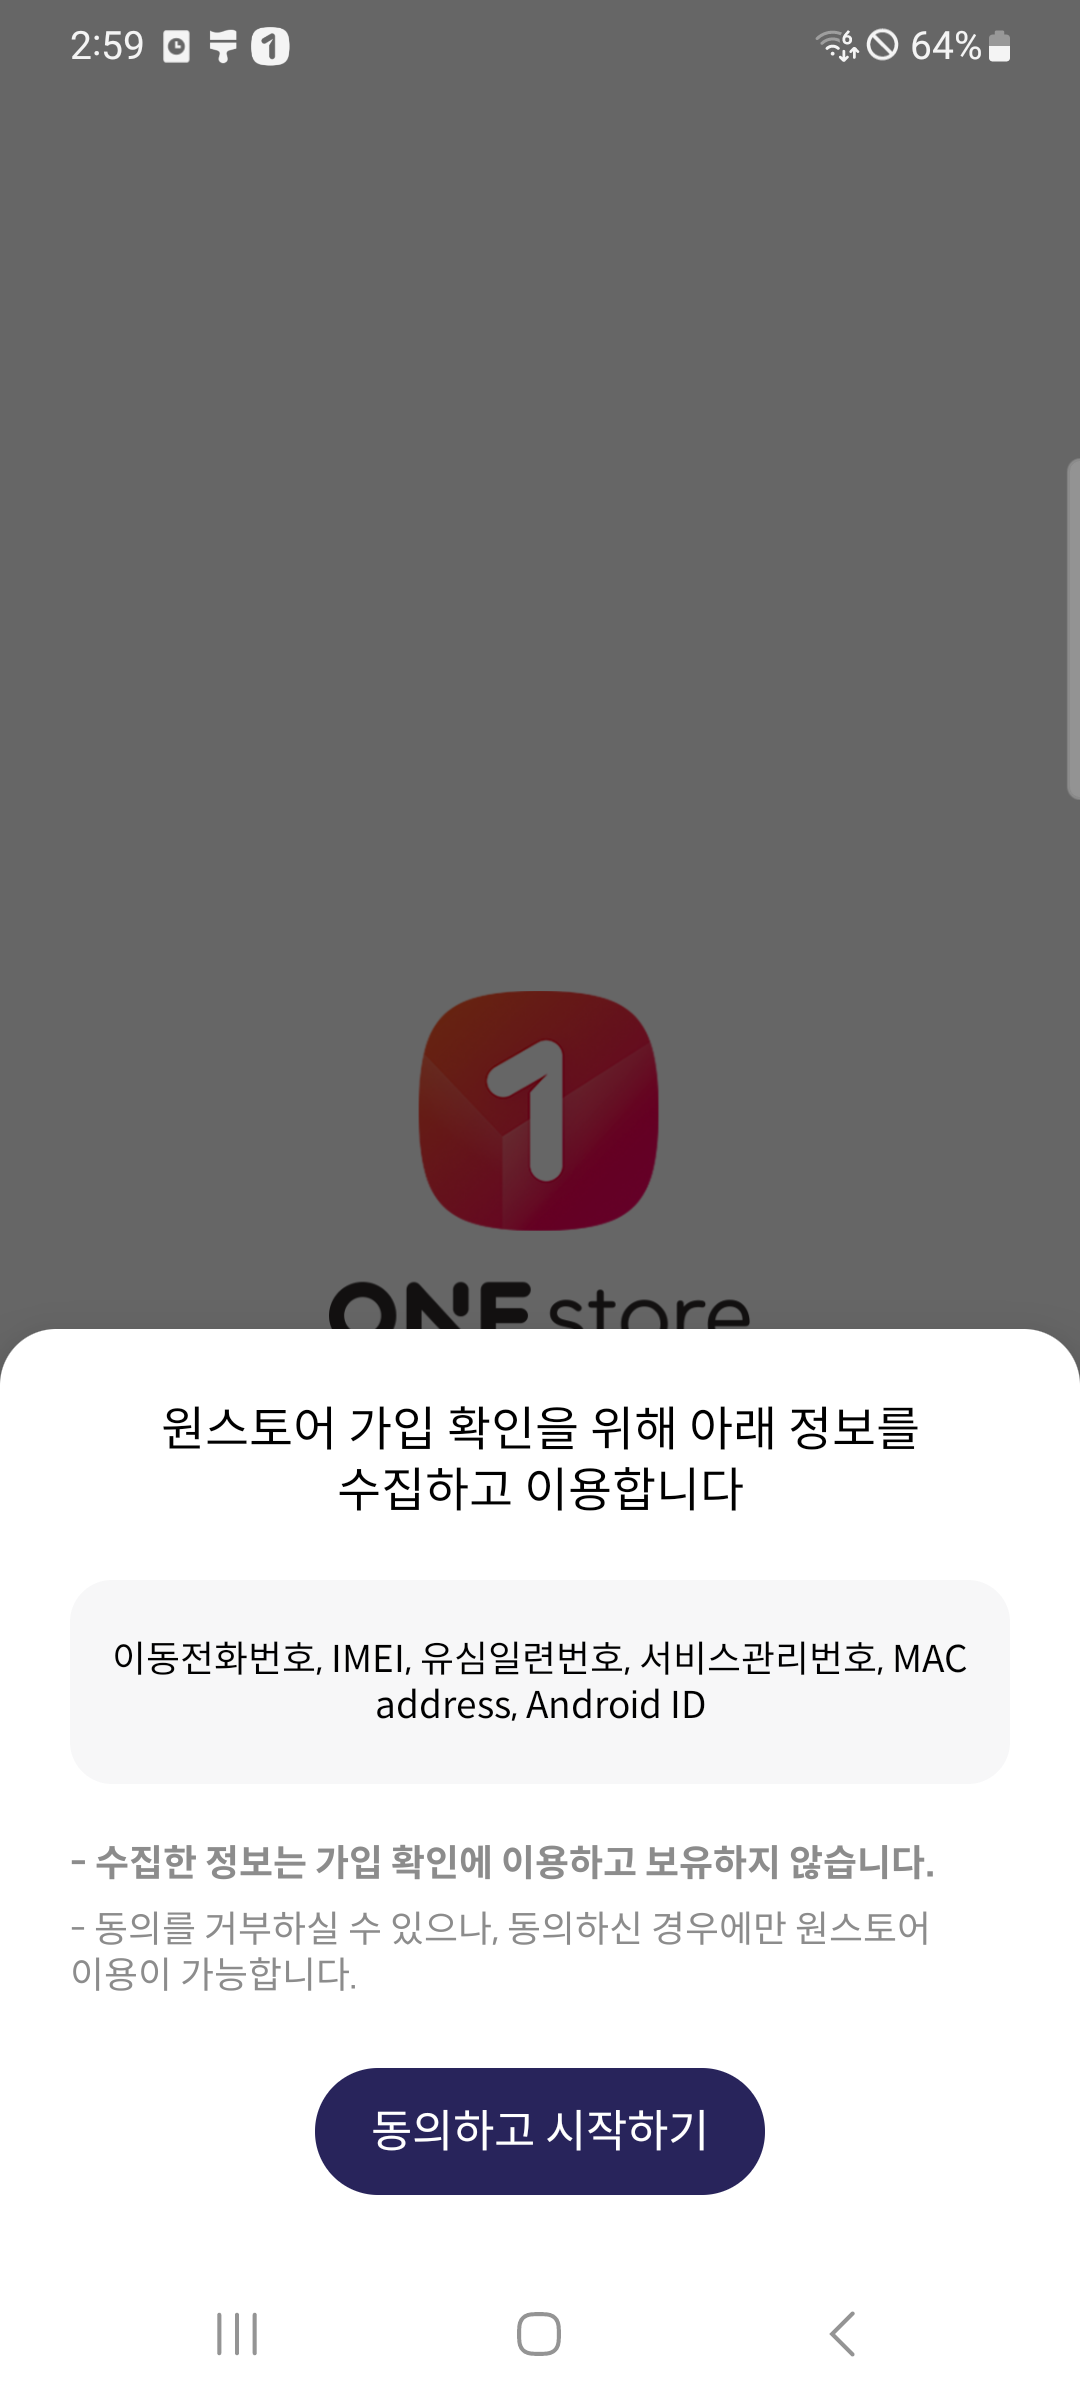 2:59
64%
ONE store
원스토어 가입 확인을 위해 아래 정보를
수집하고 이용합니다
이동전화번호, IMEI, 유심일련번호, 서비스관리번호, MAC
address, Android ID
- 수집한 정보는 가입 확인에 이용하고 보유하지 않습니다.
- 동의를 거부하실 수 있으나, 동의하신 경우에만 원스토어
이용이 가능합니다.
동의하고 시작하기